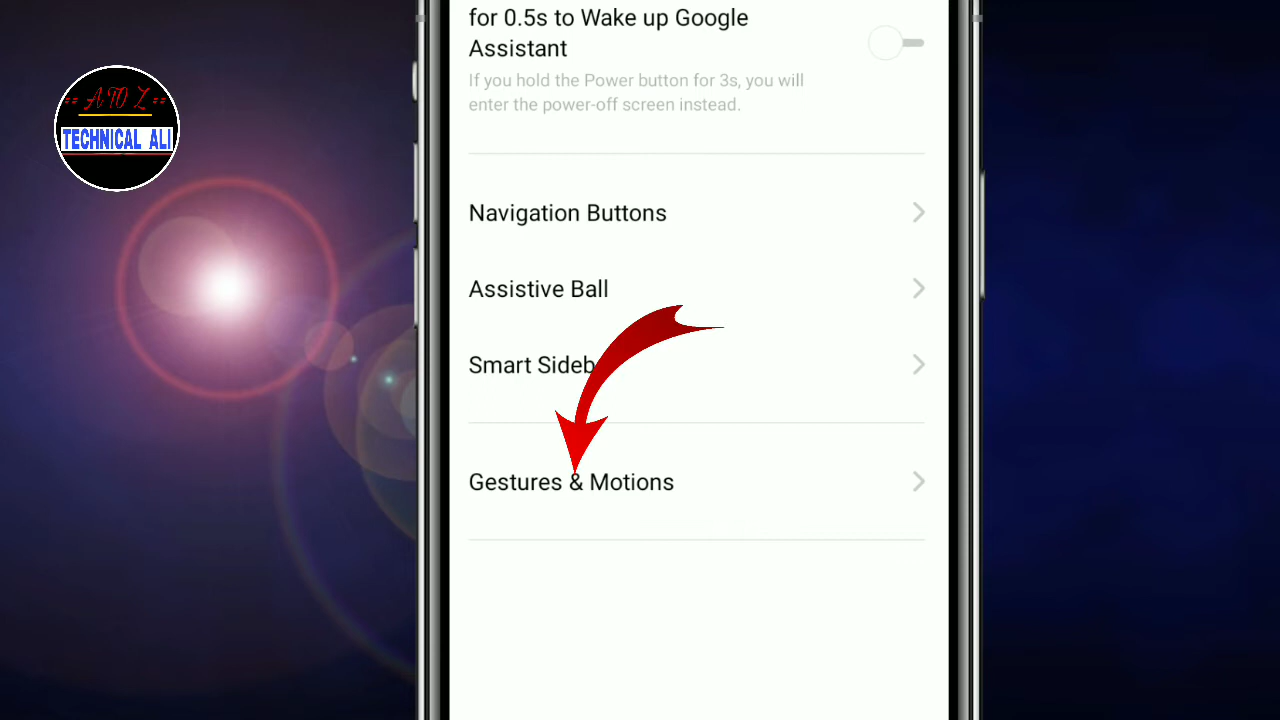 for 0.5s to Wake up Google
Assistant
If you hold the Power button for 3s, you will
enter the power-off screen instead.
Navigation Buttons
Assistive Ball
Smart Sideb
Gestures & Motions
:: A TO Z ::
TECHNICAL ALI